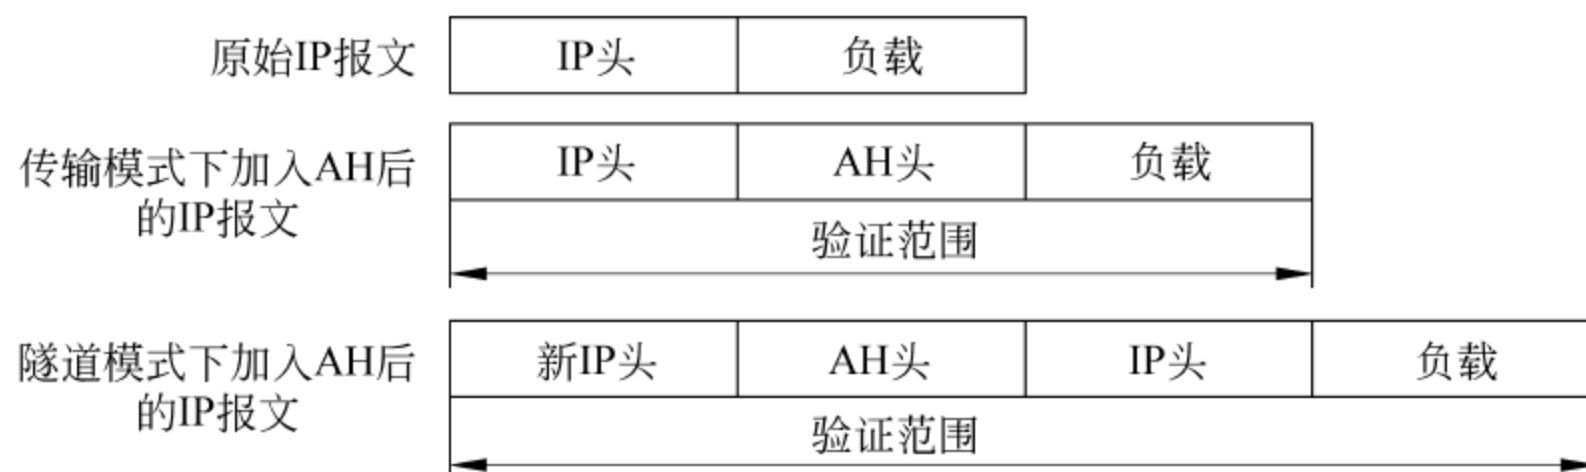 原始IP报文 IP头 负载
传输模式下加入AH后 IP头 AH头 负载
的IP报文
验证范围
隧道模式下加入AH后 新IP头 AH头 IP头 负载
的IP报文
验证范围